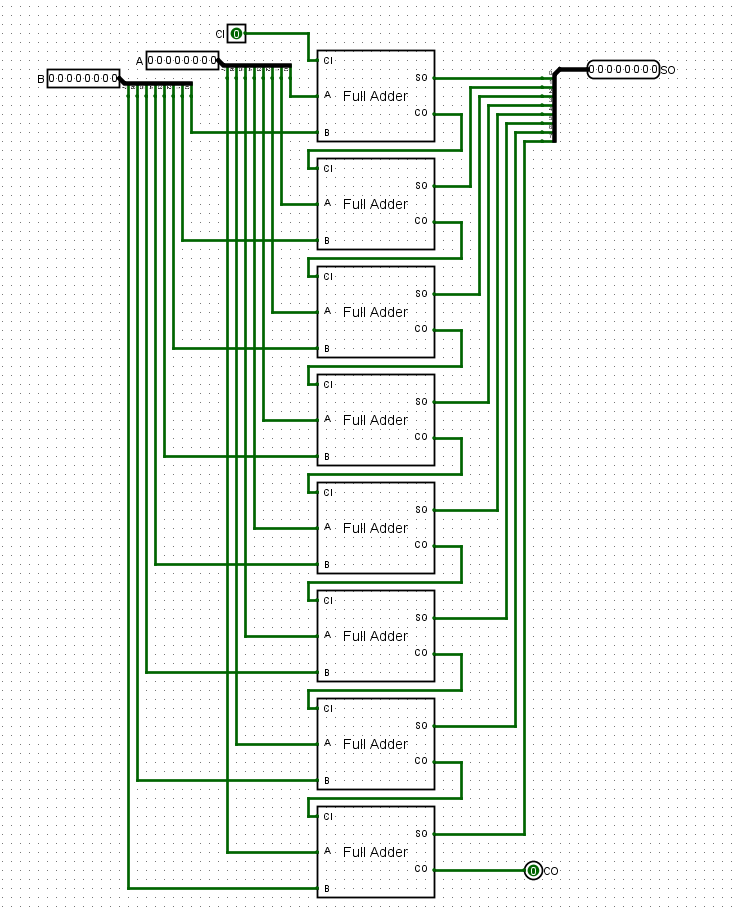 CI 0
A 00000000
B 00000000
00000000 SO
CI
SO
A Full Adder
CO
B
CI
SO
A Full Adder
CO
B
CI
SO
A Full Adder
CO
B
CI
SO
A Full Adder
CO
B
CI
SO
A Full Adder
CO
B
CI
SO
A Full Adder
CO
B
CI
SO
A Full Adder
CO
B
CI
SO
A Full Adder
CO
B
0 CO